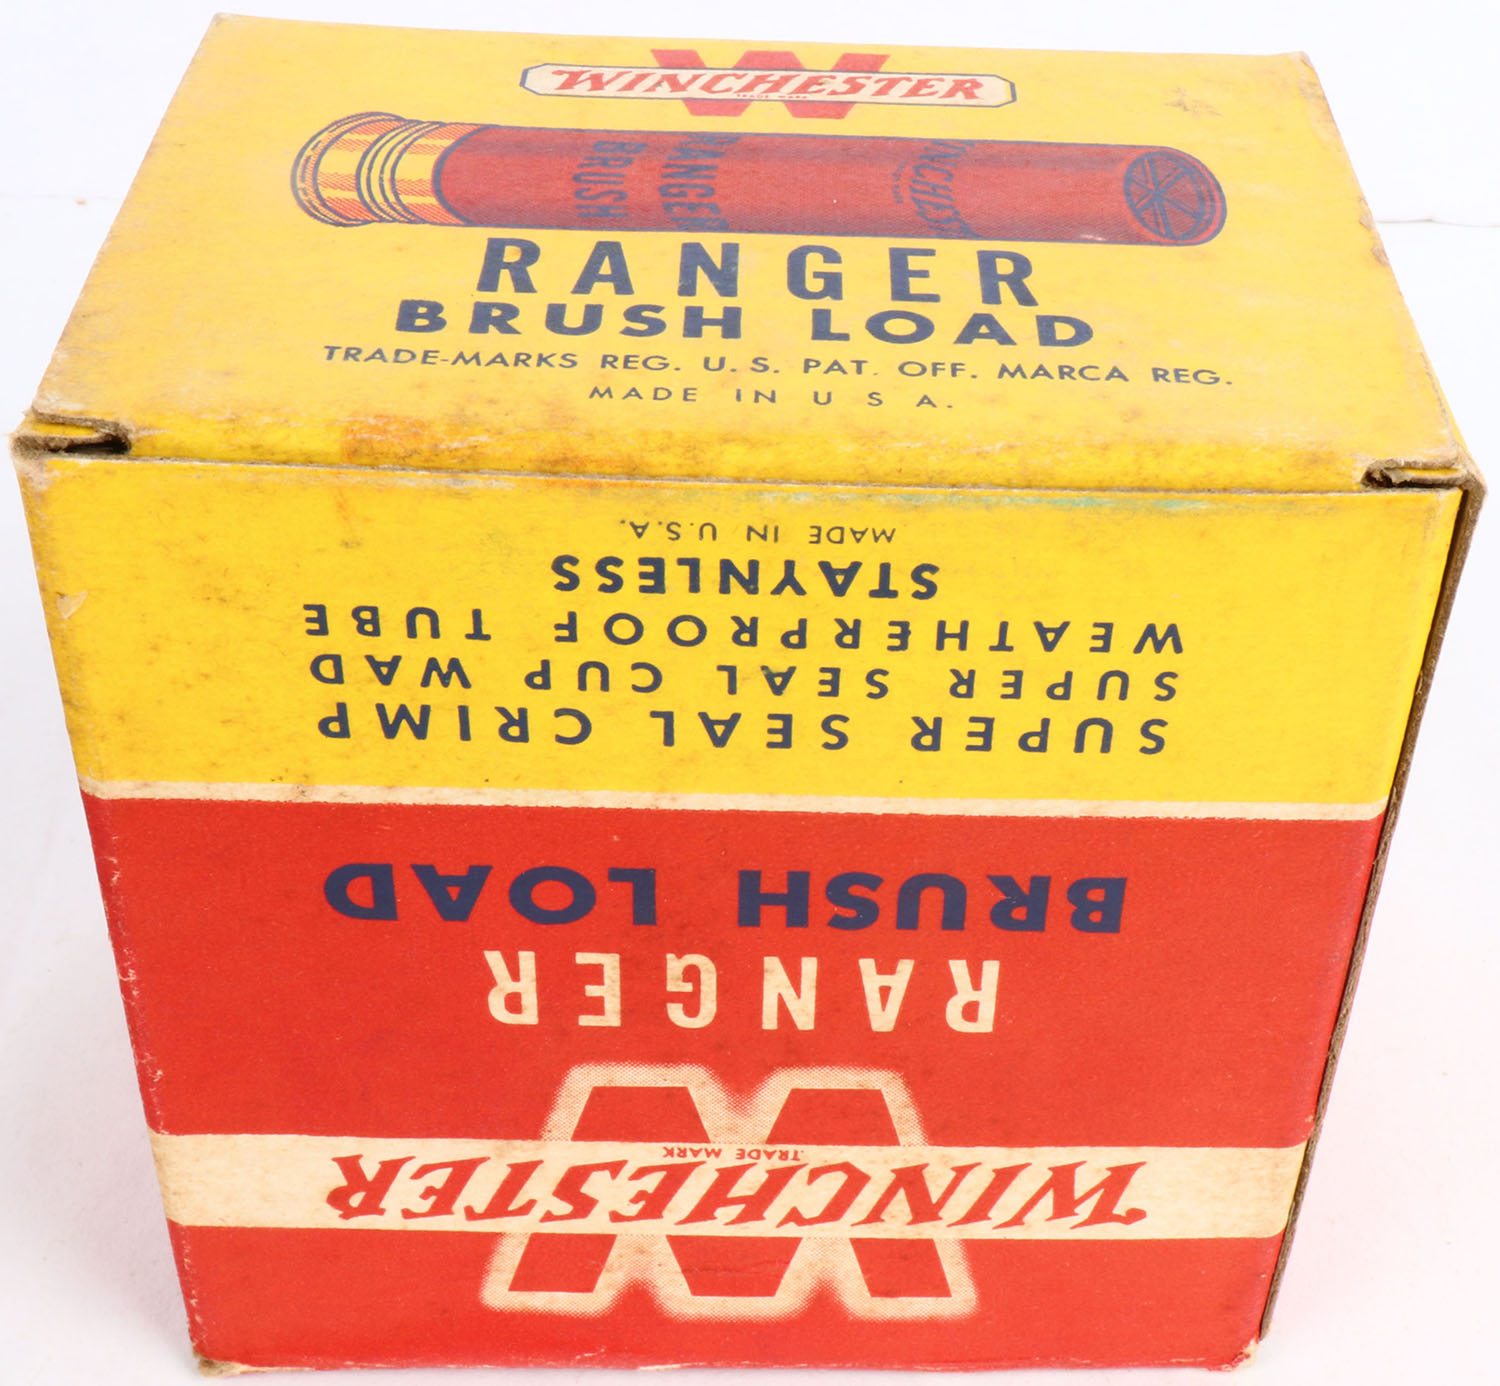 W
WINCHESTER
TRADE MARK
RANGER
BRUSH
WINCHEST
RANGER
BRUSH LOAD
TRADE-MARKS REG. U.S. PAT. OFF. MARCA REG.
MADE IN U S A.
WINCHESTER
TRADE MARK
W
RANGER
BRUSH LOAD
SUPER SEAL CRIMP
SUPER SEAL CUP WAD
WEATHERPROOF TUBE
STAYNLESS
MADE IN U.S.A.